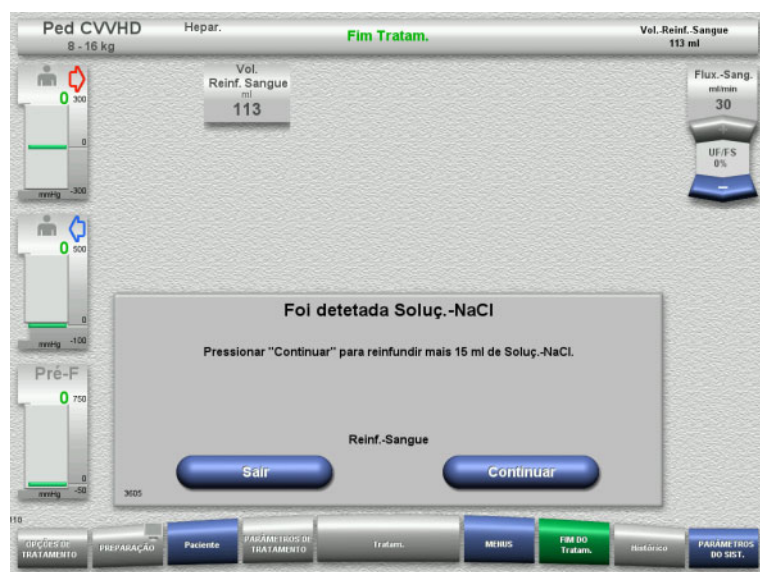 Ped CVVHD
8 - 16 kg
Hepar.
Fim Tratam.
Vol.-Reinf.-Sangue
113 ml
0
300
0
-300
mmHg
Vol.
Reinf. Sangue
ml
113
Flux.-Sang.
ml/min
30
+
UF/FS
0%
−
0
500
0
-100
mmHg
Pré-F
0
750
0
-50
mmHg
Foi detetada Soluç.-NaCl
Pressionar "Continuar" para reinfundir mais 15 ml de Soluç.-NaCl.
Reinf.-Sangue
Sair
Continuar
3605
110
OPÇÕES DE TRATAMENTO
PREPARAÇÃO
Paciente
PARÂMETROS DE TRATAMENTO
Tratam.
MENUS
FIM DO Tratam.
Histórico
PARÂMETROS DO SIST.